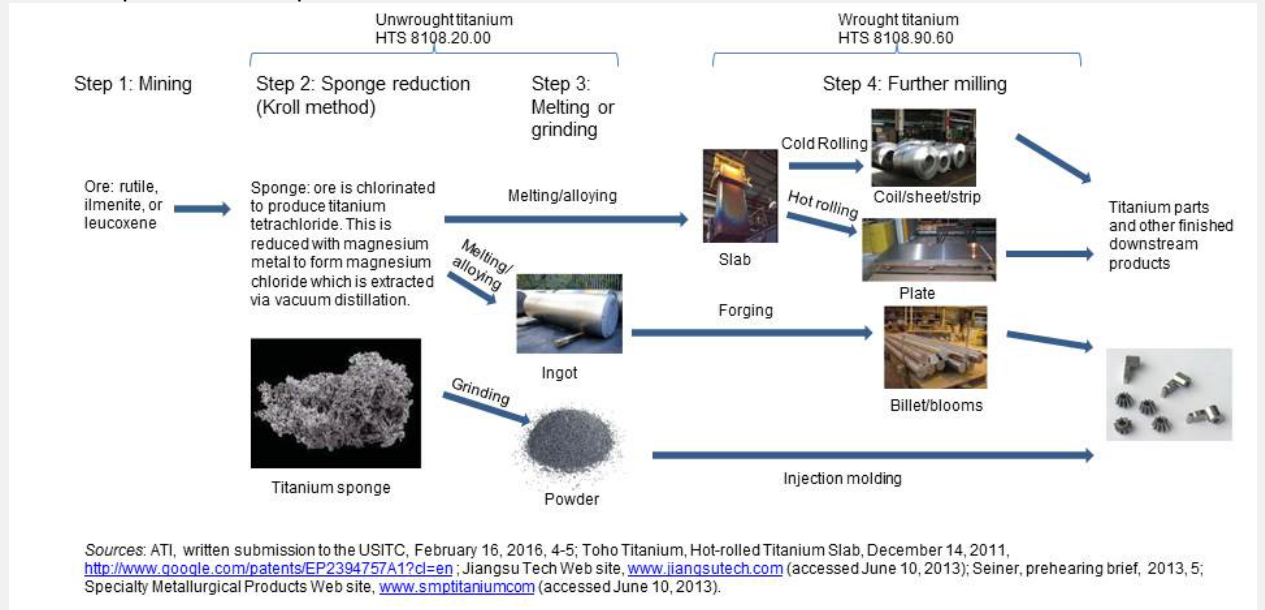 Unwrought titanium
HTS 8108.20.00
Wrought titanium
HTS 8108.90.60
Step 1: Mining
Step 2: Sponge reduction
(Kroll method)
Step 3:
Melting or
grinding
Step 4: Further milling
Ore: rutile,
ilmenite, or
leucoxene
Sponge: ore is chlorinated
to produce titanium
tetrachloride. This is
reduced with magnesium
metal to form magnesium
chloride which is extracted
via vacuum distillation.
Titanium sponge
Melting/alloying
Melting/
alloying
Ingot
Grinding
Powder
Slab
Cold Rolling
Coil/sheet/strip
Hot rolling
Plate
Forging
Billet/blooms
Injection molding
Titanium parts
and other finished
downstream
products
Sources: ATI, written submission to the USITC, February 16, 2016, 4-5; Toho Titanium, Hot-rolled Titanium Slab, December 14, 2011,
http://www.google.com/patents/EP2394757A1?cl=en ; Jiangsu Tech Web site, www.jiangsutech.com (accessed June 10, 2013); Seiner, prehearing brief, 2013, 5;
Specialty Metallurgical Products Web site, www.smptitaniumcom (accessed June 10, 2013).